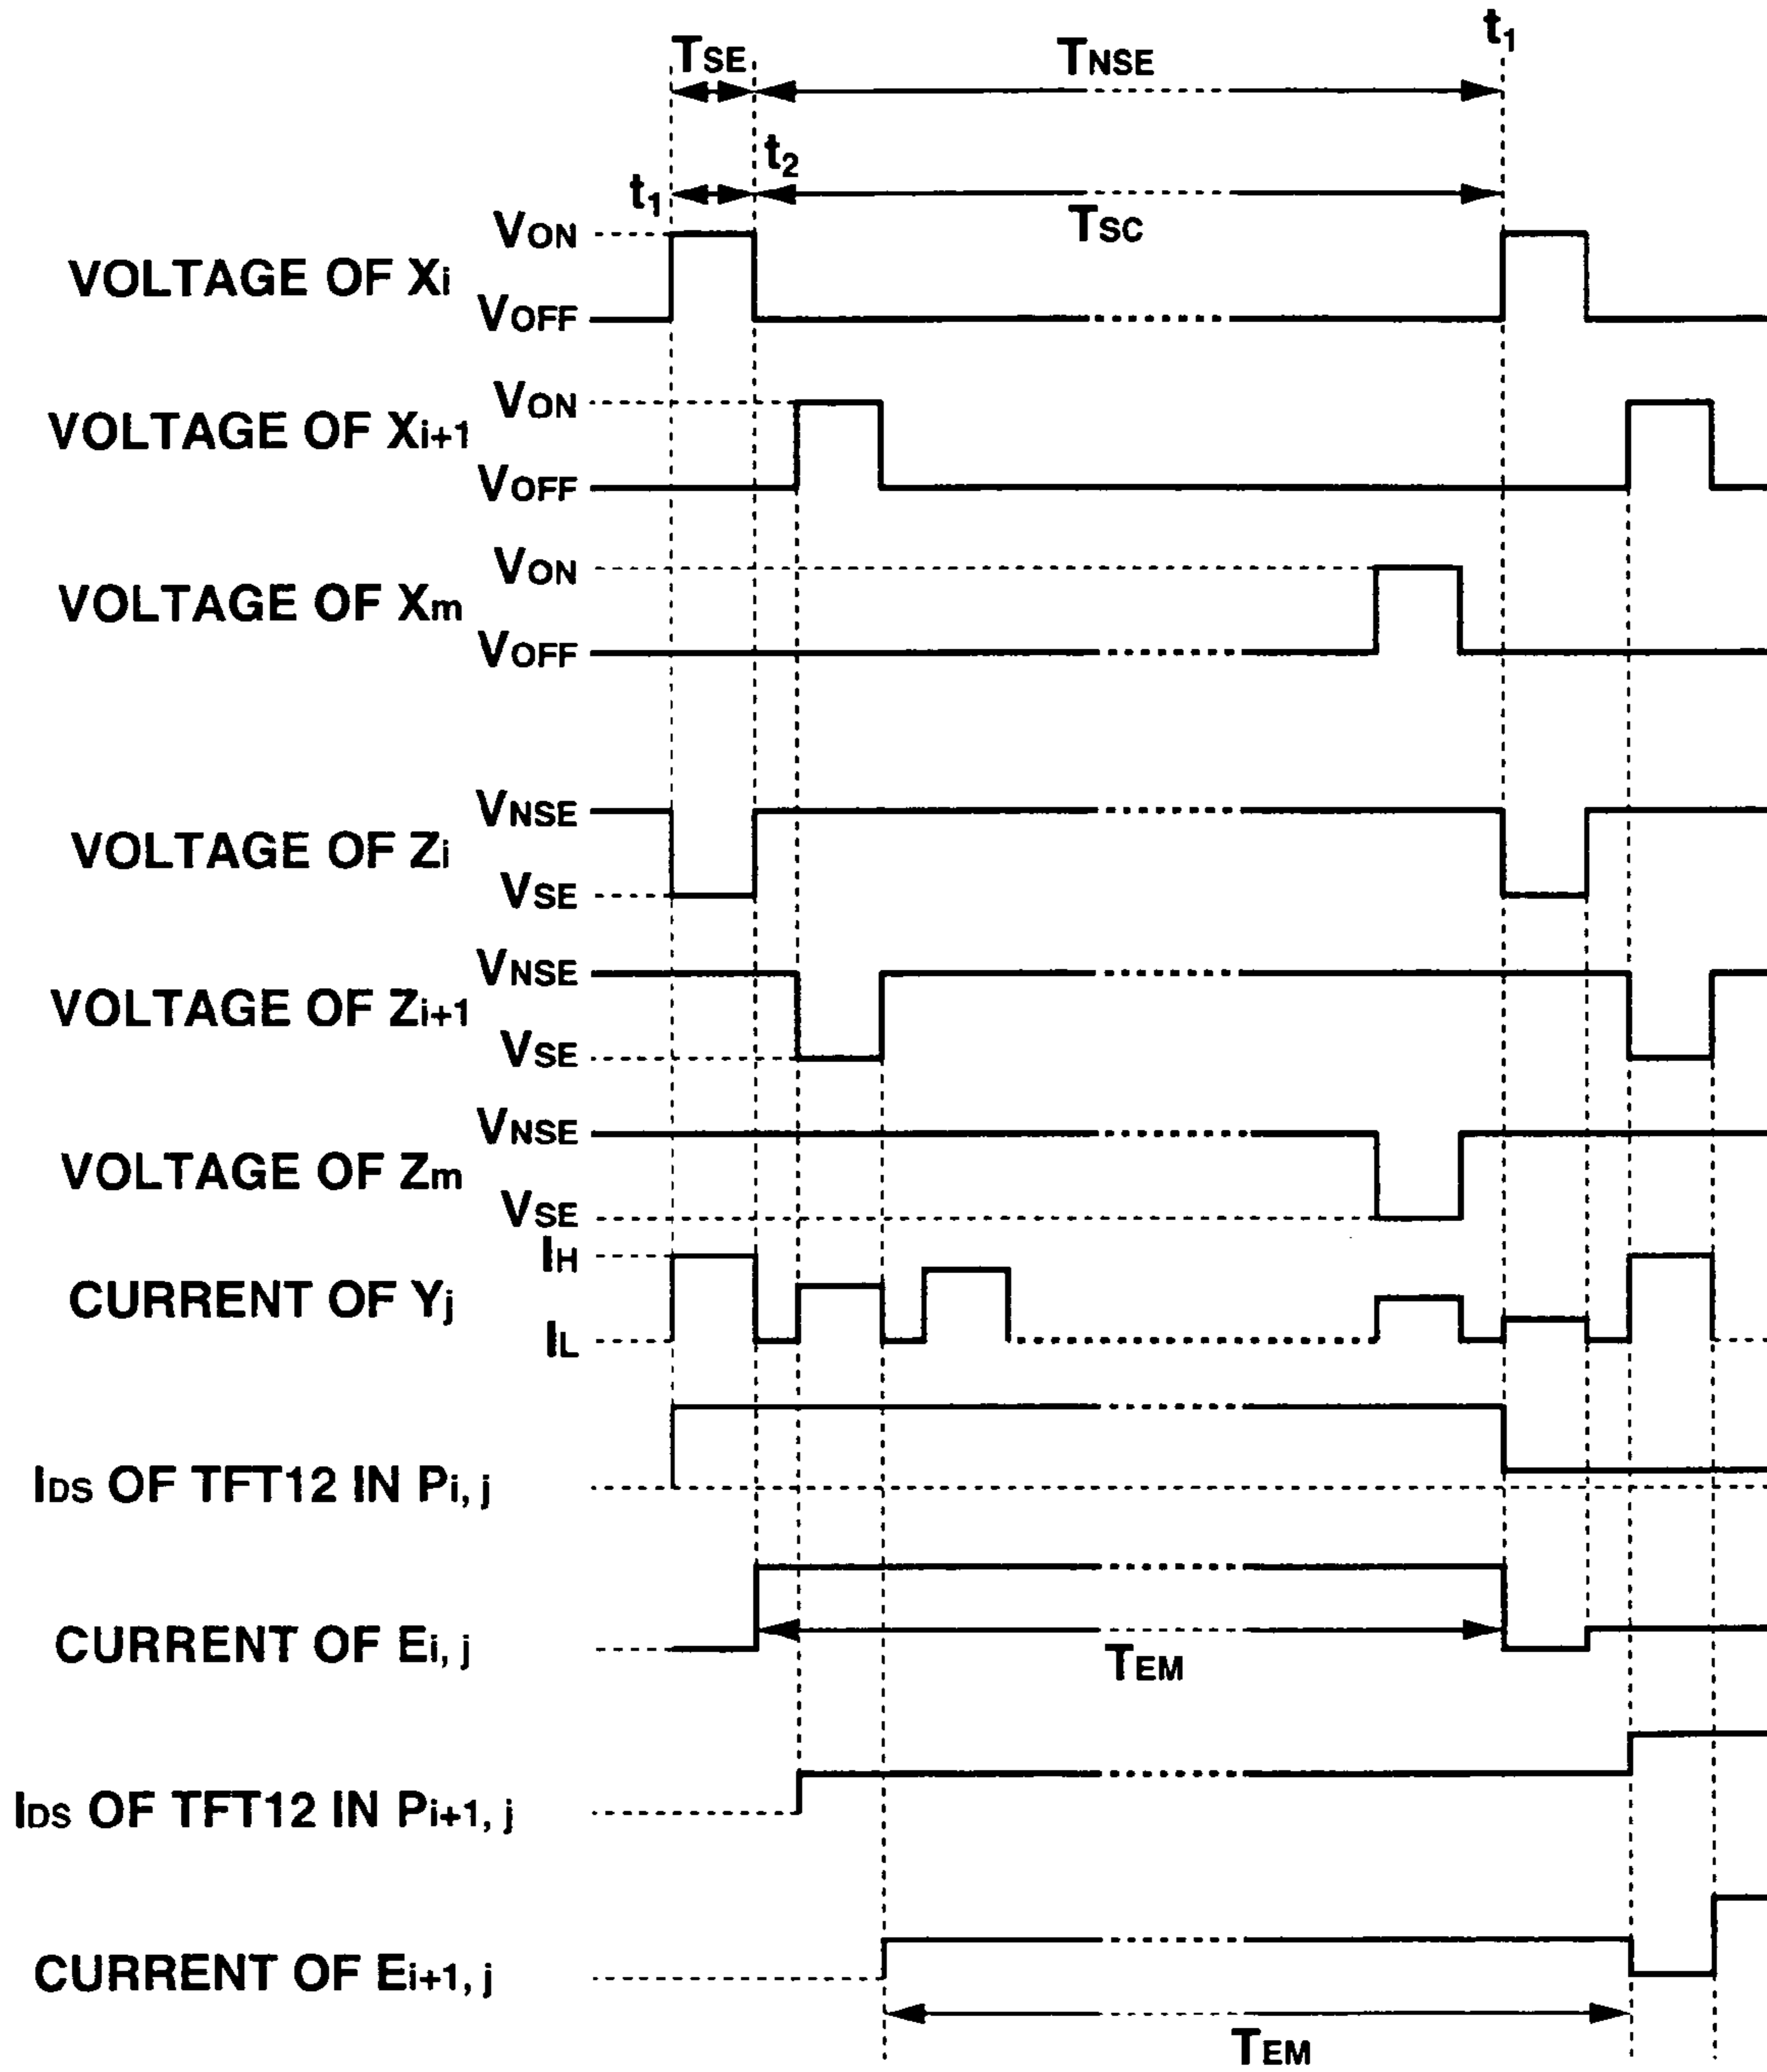 t1
TSE
TNSE
t2
t1
TSC
VON
VOLTAGE OF Xi
VOFF
VON
VOLTAGE OF Xi+1
VOFF
VON
VOLTAGE OF Xm
VOFF
VNSE
VOLTAGE OF Zi
VSE
VNSE
VOLTAGE OF Zi+1
VSE
VNSE
VOLTAGE OF Zm
VSE
IH
CURRENT OF Yj
IL
IDS OF TFT12 IN Pi, j
CURRENT OF Ei, j
TEM
IDS OF TFT12 IN Pi+1, j
CURRENT OF Ei+1, j
TEM